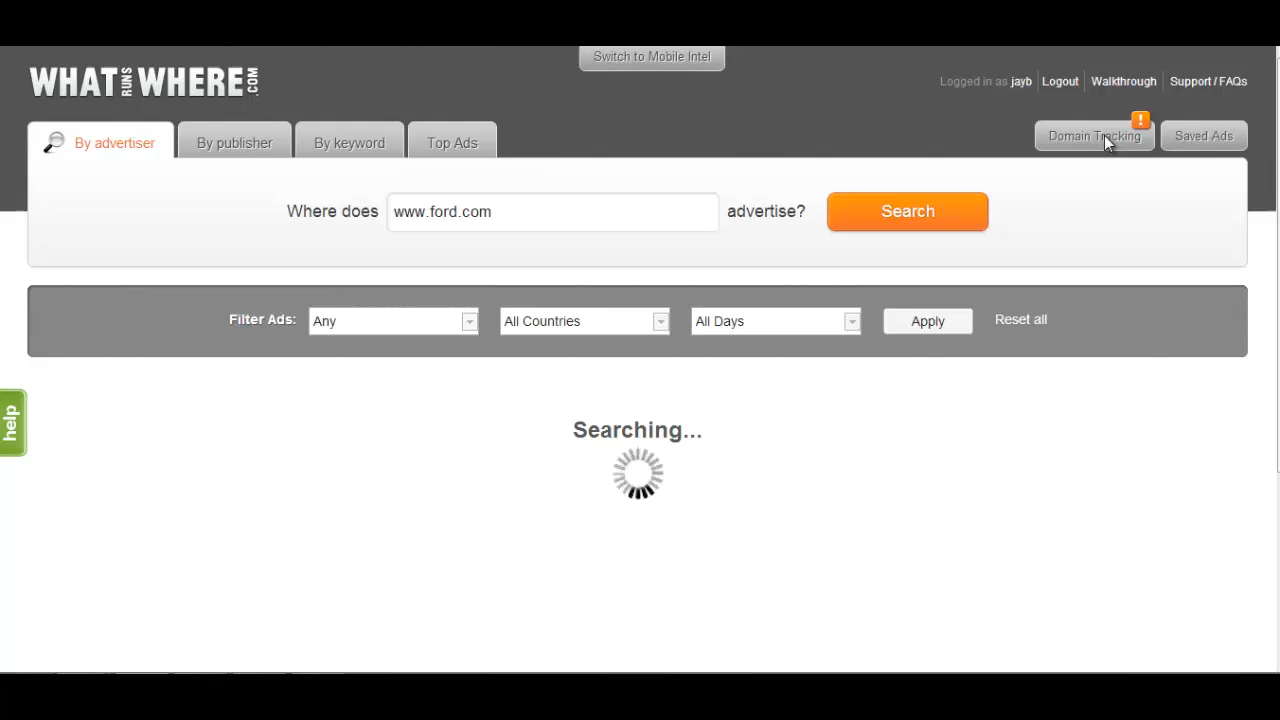 Switch to Mobile Intel
WHAT RUNS WHERE .COM
Logged in as jayb Logout Walkthrough Support / FAQs
By advertiser By publisher By keyword Top Ads
Domain Tracking ! Saved Ads
Where does www.ford.com advertise? Search
Filter Ads: Any All Countries All Days Apply Reset all
help
Searching...